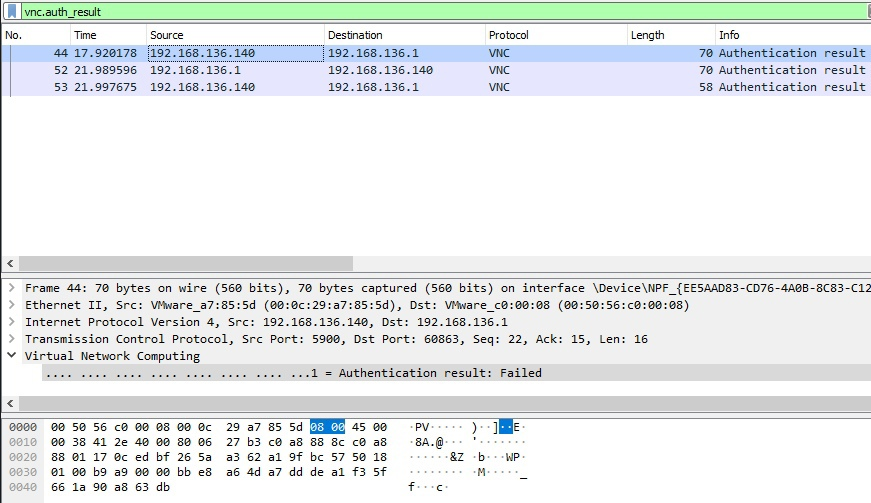 vnc.auth_result
No. Time Source Destination Protocol Length Info
44 17.920178 192.168.136.140 192.168.136.1 VNC 70 Authentication result
52 21.989596 192.168.136.1 192.168.136.140 VNC 70 Authentication result
53 21.997675 192.168.136.140 192.168.136.1 VNC 58 Authentication result
Frame 44: 70 bytes on wire (560 bits), 70 bytes captured (560 bits) on interface \Device\NPF_{EE5AAD83-CD76-4A0B-8C83-C12
Ethernet II, Src: VMware_a7:85:5d (00:0c:29:a7:85:5d), Dst: VMware_c0:00:08 (00:50:56:c0:00:08)
Internet Protocol Version 4, Src: 192.168.136.140, Dst: 192.168.136.1
Transmission Control Protocol, Src Port: 5900, Dst Port: 60863, Seq: 22, Ack: 15, Len: 16
Virtual Network Computing
.... .... .... .... .... .... .... ...1 = Authentication result: Failed
0000 00 50 56 c0 00 08 00 0c 29 a7 85 5d 08 00 45 00 ·PV····· )··]··E·
0010 00 38 41 2e 40 00 80 06 27 b3 c0 a8 88 8c c0 a8 ·8A.@··· '·······
0020 88 01 17 0c ed bf 26 5a a3 62 a1 9f bc 57 50 18 ······&Z ·b···WP·
0030 01 00 b9 a9 00 00 bb e8 a6 4d a7 dd de a1 f3 5f ········ ·M·····_
0040 66 1a 90 a8 63 db f···c·